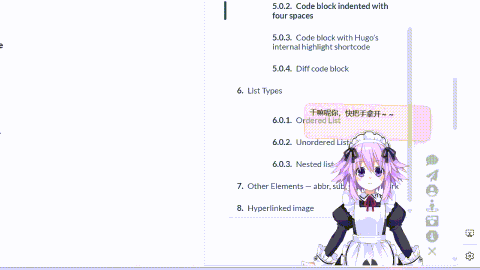 5.0.2. Code block indented with
four spaces
5.0.3. Code block with Hugo's
internal highlight shortcode
5.0.4. Diff code block
6. List Types
干嘛呢你，快把手拿开~~
6.0.1. Ordered List
6.0.2. Unordered List
6.0.3. Nested list
7. Other Elements — abbr, sub,
8. Hyperlinked image